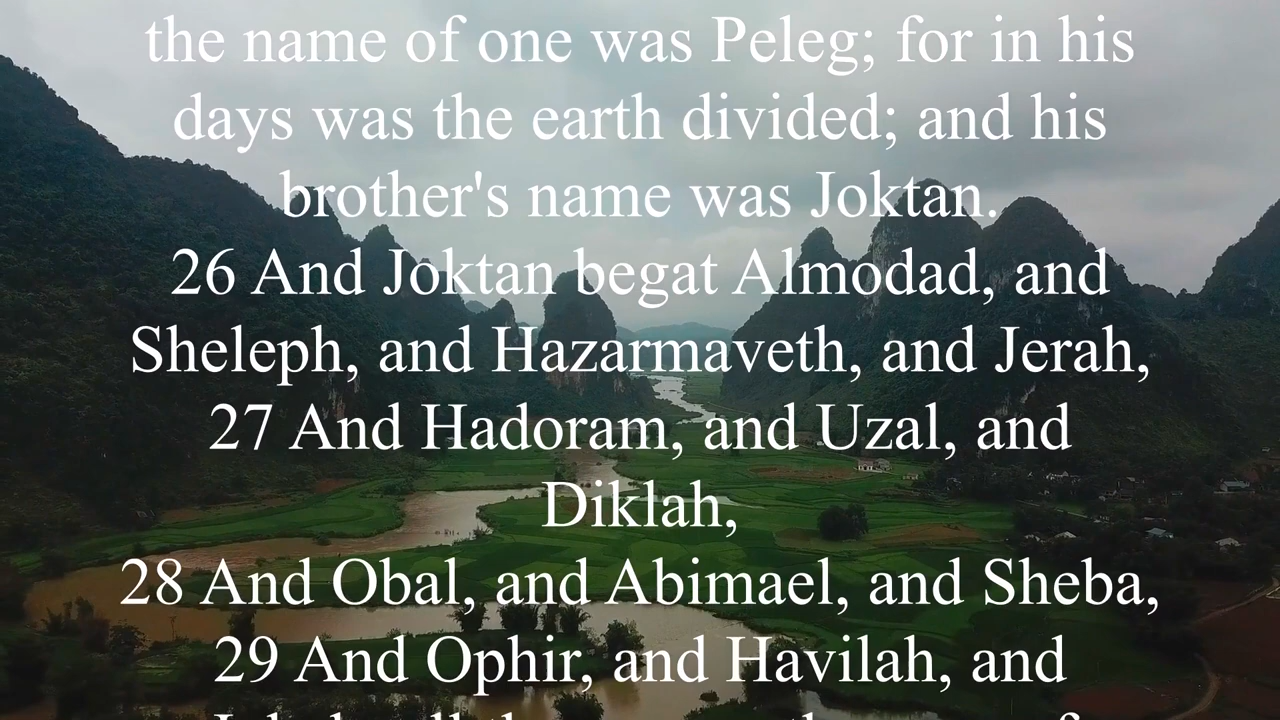 the name of one was Peleg; for in his
days was the earth divided; and his
brother's name was Joktan.
26 And Joktan begat Almodad, and
Sheleph, and Hazarmaveth, and Jerah,
27 And Hadoram, and Uzal, and
Diklah,
28 And Obal, and Abimael, and Sheba,
29 And Ophir, and Havilah, and